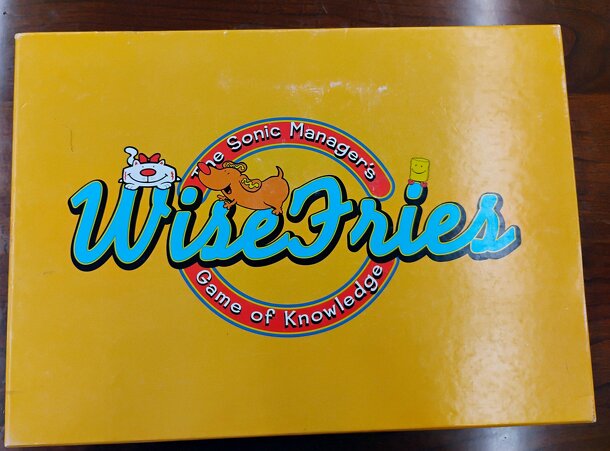 The Sonic Manager's
WiseFries
Game of Knowledge